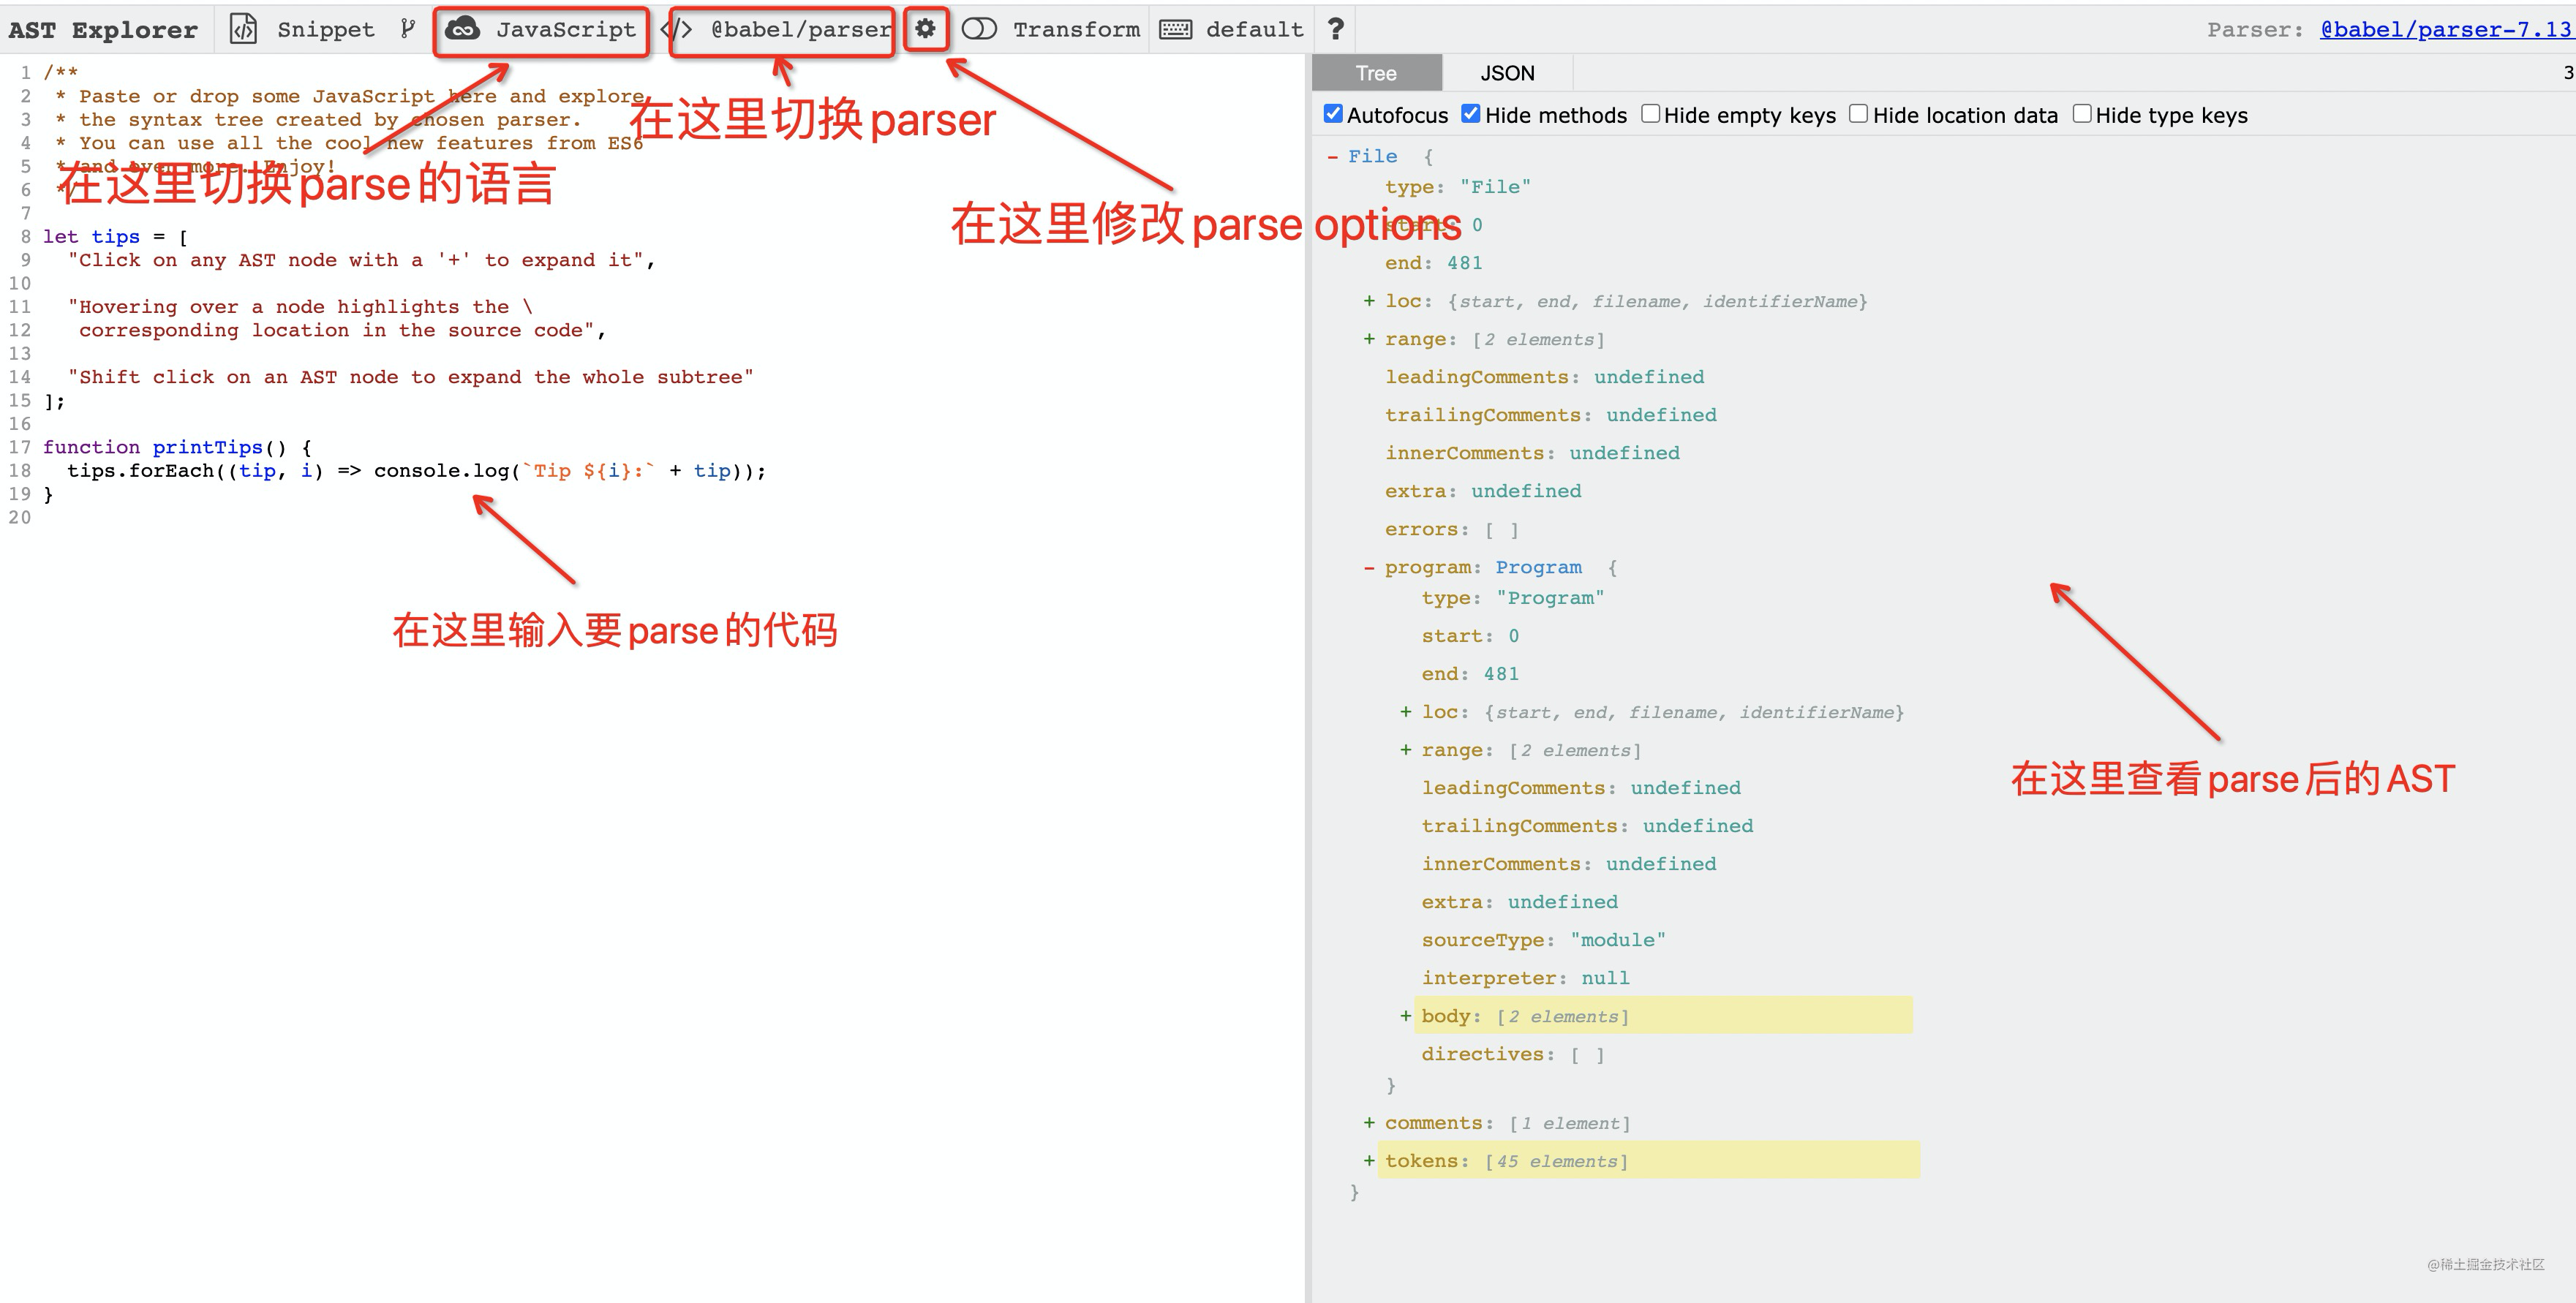 AST Explorer Snippet JavaScript </> @babel/parser Transform default ? Parser: @babel/parser-7.13
1 /**
2 * Paste or drop some JavaScript here and explore
3 * the syntax tree created by chosen parser.
4 * You can use all the cool new features from ES6
5 * and even more. Enjoy!
6 */
7
8 let tips = [
9 "Click on any AST node with a '+' to expand it",
10
11 "Hovering over a node highlights the \
12 corresponding location in the source code",
13
14 "Shift click on an AST node to expand the whole subtree"
15 ];
16
17 function printTips() {
18 tips.forEach((tip, i) => console.log(`Tip ${i}:` + tip));
19 }
20
在这里切换parser
在这里切换parse的语言
在这里修改parse options
在这里输入要parse的代码
Tree JSON 3
Autofocus Hide methods Hide empty keys Hide location data Hide type keys
- File {
type: "File"
start: 0
end: 481
+ loc: {start, end, filename, identifierName}
+ range: [2 elements]
leadingComments: undefined
trailingComments: undefined
innerComments: undefined
extra: undefined
errors: [ ]
- program: Program {
type: "Program"
start: 0
end: 481
+ loc: {start, end, filename, identifierName}
+ range: [2 elements]
leadingComments: undefined
trailingComments: undefined
innerComments: undefined
extra: undefined
sourceType: "module"
interpreter: null
+ body: [2 elements]
directives: [ ]
}
+ comments: [1 element]
+ tokens: [45 elements]
}
在这里查看parse后的AST
@稀土掘金技术社区